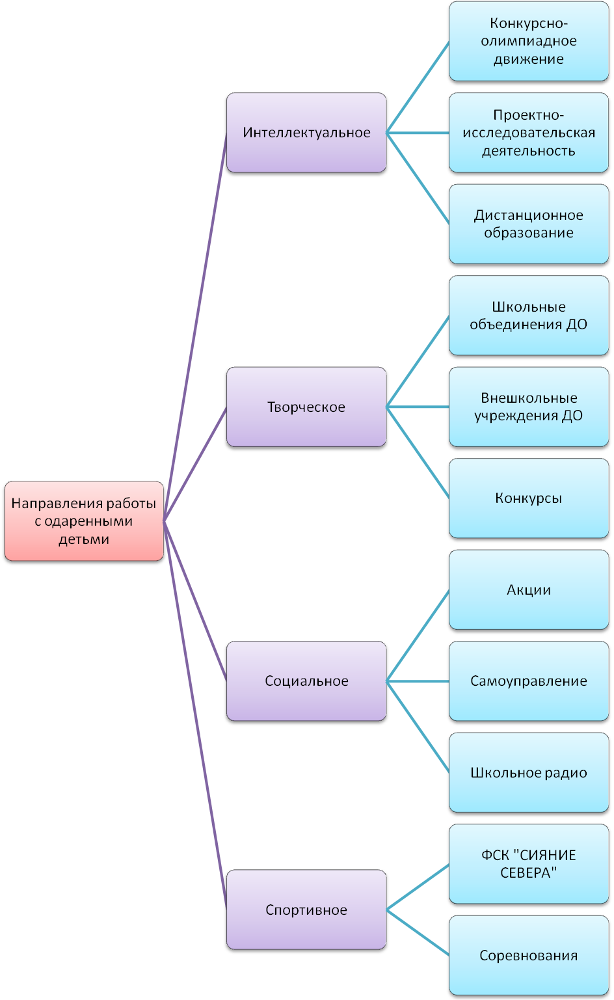 Направления работы
с одаренными
детьми
Интеллектуальное
Конкурсно-
олимпиадное
движение
Проектно-
исследовательская
деятельность
Дистанционное
образование
Творческое
Школьные
объединения ДО
Внешкольные
учреждения ДО
Конкурсы
Социальное
Акции
Самоуправление
Школьное радио
Спортивное
ФСК "СИЯНИЕ
СЕВЕРА"
Соревнования